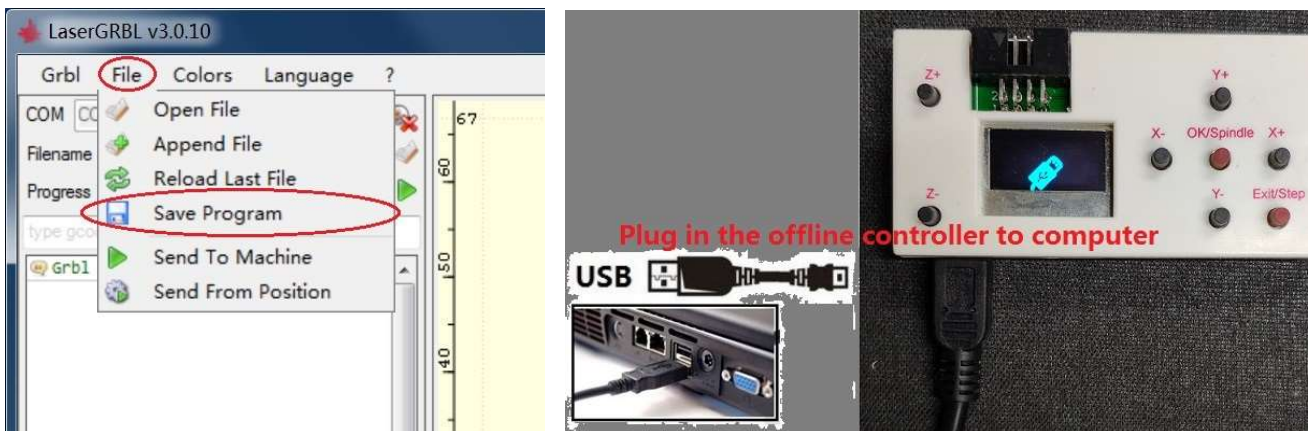 LaserGRBL v3.0.10
Grbl File Colors Language ?
COM
Open File
Filename
Append File
Progress
Reload Last File
Save Program
Send To Machine
Grbl
Send From Position
67
60
50
40
Z+
Y+
X- OK/Spindle X+
Z-
Y- Exit/Step
Plug in the offline controller to computer
USB